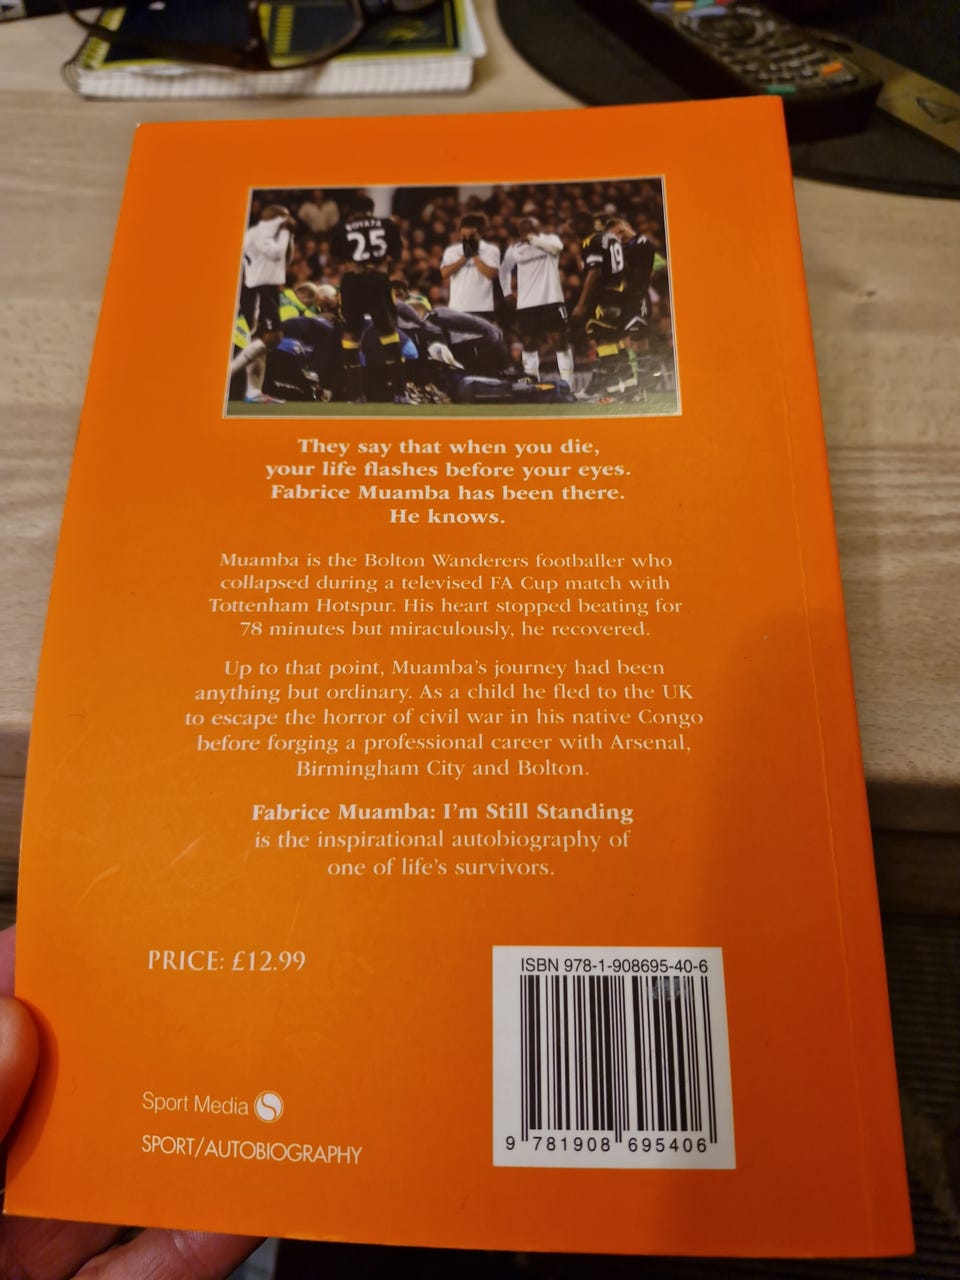 BOYATA
25
19
They say that when you die,
your life flashes before your eyes.
Fabrice Muamba has been there.
He knows.
Muamba is the Bolton Wanderers footballer who
collapsed during a televised FA Cup match with
Tottenham Hotspur. His heart stopped beating for
78 minutes but miraculously, he recovered.
Up to that point, Muamba's journey had been
anything but ordinary. As a child he fled to the UK
to escape the horror of civil war in his native Congo
before forging a professional career with Arsenal,
Birmingham City and Bolton.
Fabrice Muamba: I'm Still Standing
is the inspirational autobiography of
one of life's survivors.
PRICE: £12.99
ISBN 978-1-908695-40-6
9 781908 695406
Sport Media S
SPORT/AUTOBIOGRAPHY